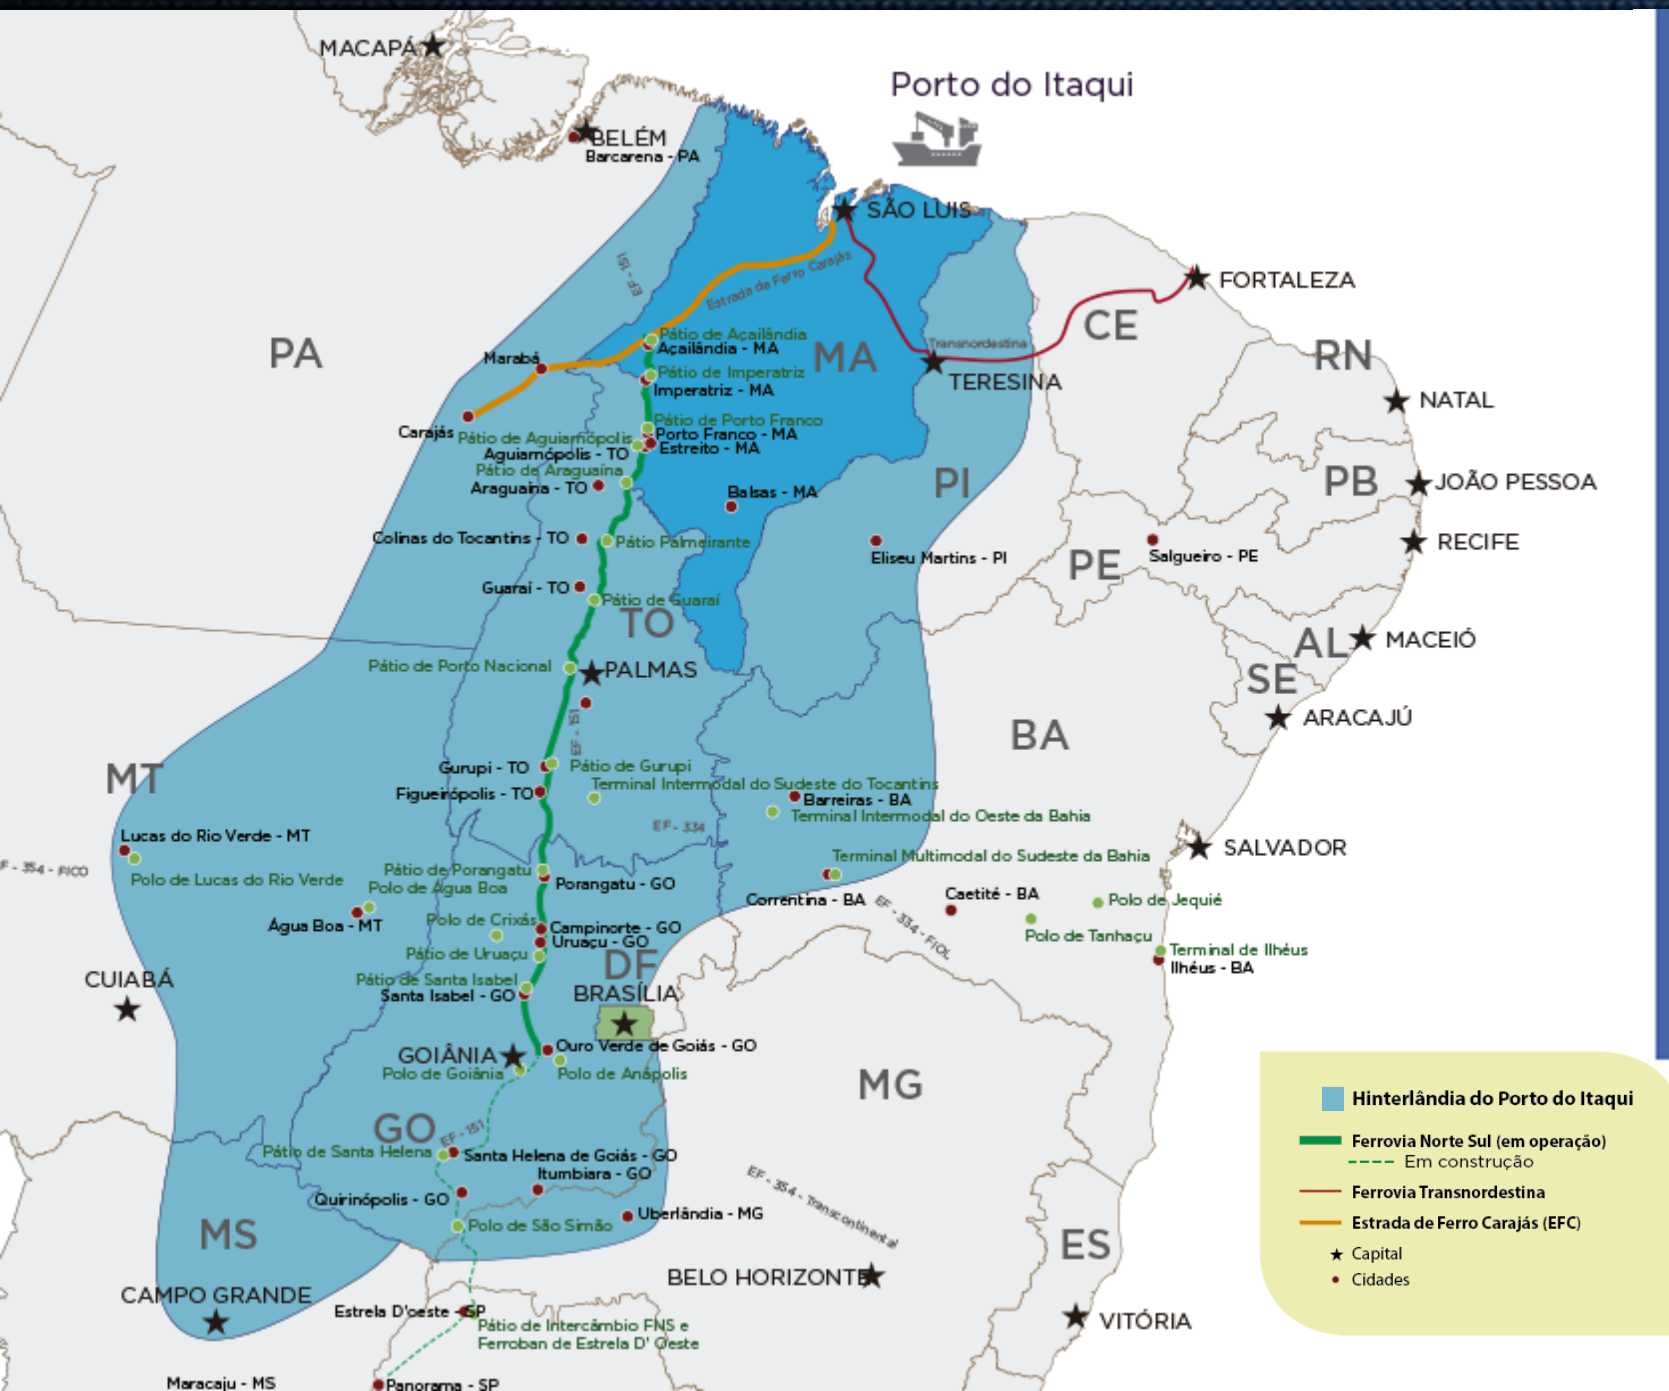 MACAPÁ
Porto do Itaqui
BELÉM
Barcarena - PA
SÃO LUIS
EF - 151
Estrada de Ferro Carajás
FORTALEZA
CE
PA
Pátio de Açailândia
Açailândia - MA
MA
Transnordestina
RN
Marabá
Pátio de Imperatriz
Imperatriz - MA
TERESINA
NATAL
Carajás
Pátio de Porto Franco
Porto Franco - MA
Pátio de Aguiarnópolis
Aguiarnópolis - TO
Estreito - MA
Pátio de Araguaína
Araguaína - TO
Balsas - MA
PI
PB
JOÃO PESSOA
Colinas do Tocantins - TO
Pátio Palmeirante
Eliseu Martins - PI
PE
Salgueiro - PE
RECIFE
Guaraí - TO
Pátio de Guaraí
TO
AL
MACEIÓ
Pátio de Porto Nacional
PALMAS
SE
ARACAJÚ
EF - 151
BA
MT
Gurupi - TO
Pátio de Gurupi
Figueirópolis - TO
Terminal Intermodal do Sudeste do Tocantins
Barreiras - BA
Terminal Intermodal do Oeste da Bahia
EF - 334
Lucas do Rio Verde - MT
SALVADOR
F - 354 - FICO
Polo de Lucas do Rio Verde
Pátio de Porangatu
Porangatu - GO
Terminal Multimodal do Sudeste da Bahia
Polo de Água Boa
Água Boa - MT
Correntina - BA
EF - 334 - FIOL
Caetité - BA
Polo de Jequié
Polo de Tanhaçu
Polo de Crixás
Campinorte - GO
Uruaçu - GO
Pátio de Uruaçu
Terminal de Ilhéus
Ilhéus - BA
DF
BRASÍLIA
CUIABÁ
Pátio de Santa Isabel
Santa Isabel - GO
Ouro Verde de Goiás - GO
GOIÂNIA
Polo de Goiânia
Polo de Anápolis
MG
GO
EF - 151
Pátio de Santa Helena
Santa Helena de Goiás - GO
Itumbiara - GO
Quirinópolis - GO
Uberlândia - MG
Polo de São Simão
EF - 354 - Transcontinental
MS
ES
BELO HORIZONTE
CAMPO GRANDE
Estrela D'oeste - SP
Pátio de Intercâmbio FNS e
Ferroban de Estrela D' Oeste
VITÓRIA
Maracaju - MS
Panorama - SP
Hinterlândia do Porto do Itaqui
Ferrovia Norte Sul (em operação)
Em construção
Ferrovia Transnordestina
Estrada de Ferro Carajás (EFC)
Capital
Cidades